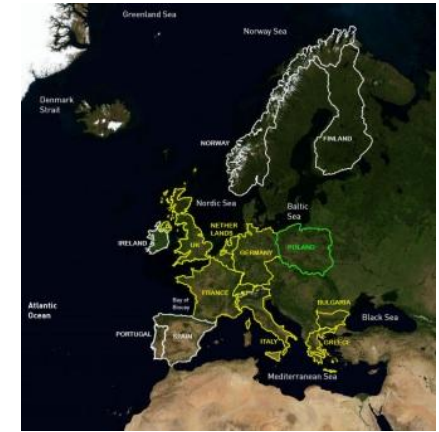 Greenland Sea
Norway Sea
Denmark
Strait
NORWAY
FINLAND
Nordic Sea
Baltic
Sea
NETHER
LANDS
IRELAND
UK
GERMANY
POLAND
FRANCE
Atlantic
Ocean
Bay of
Biscay
BULGARIA
Black Sea
PORTUGAL
SPAIN
ITALY
GREECE
Mediterranean Sea